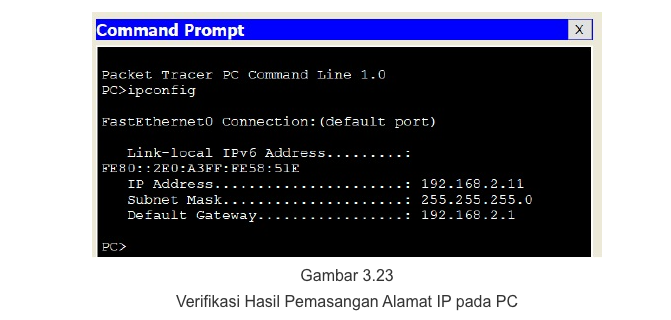 Command Prompt
X
Packet Tracer PC Command Line 1.0
PC>ipconfig
FastEthernet0 Connection:(default port)
Link-local IPv6 Address.........:
FE80::2E0:A3FF:FE58:51E
IP Address......................: 192.168.2.11
Subnet Mask.....................: 255.255.255.0
Default Gateway.................: 192.168.2.1
PC>
Gambar 3.23
Verifikasi Hasil Pemasangan Alamat IP pada PC